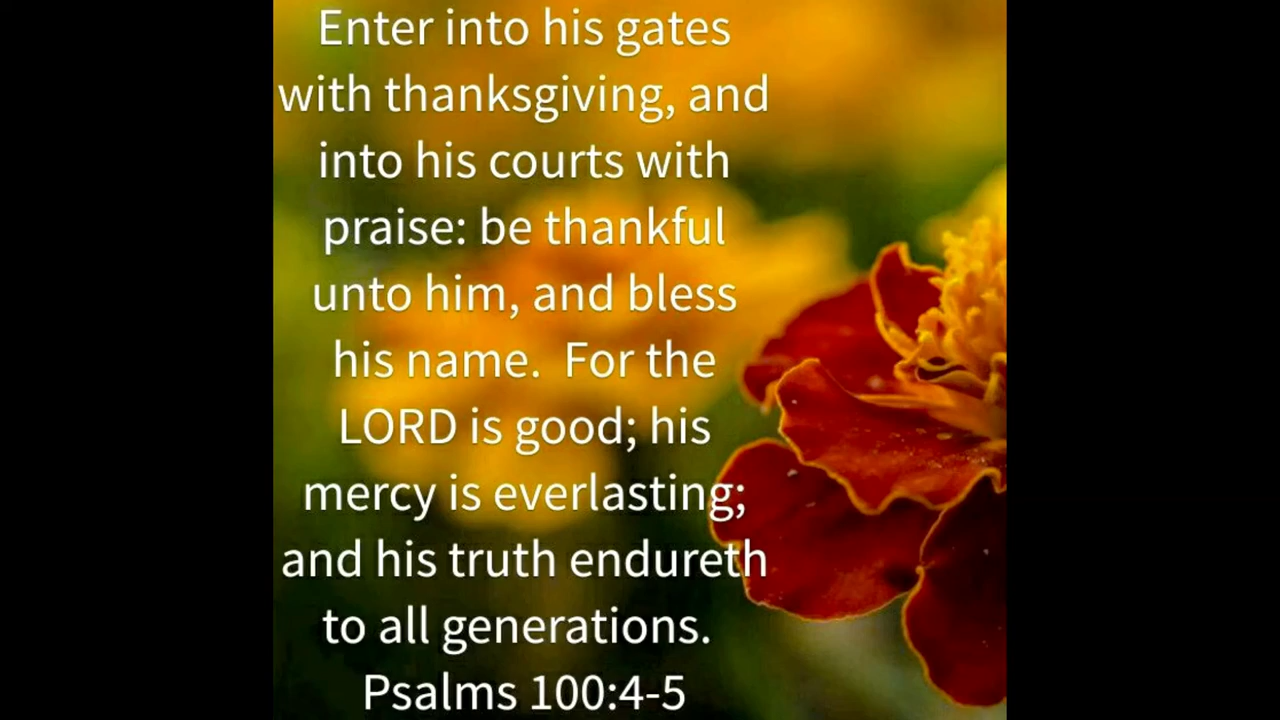 Enter into his gates
with thanksgiving, and
into his courts with
praise: be thankful
unto him, and bless
his name.  For the
LORD is good; his
mercy is everlasting;
and his truth endureth
to all generations.
Psalms 100:4-5